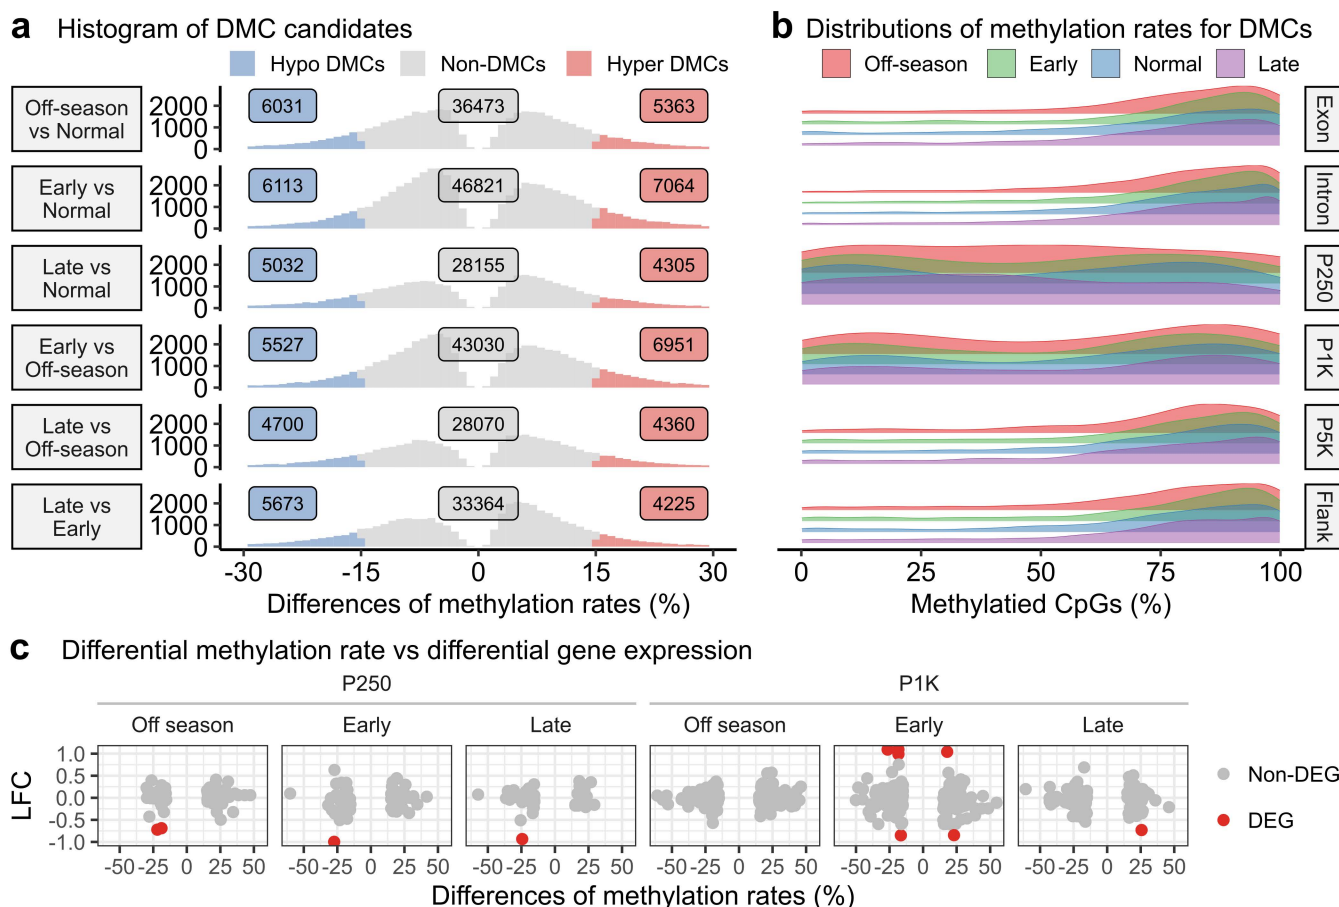 a Histogram of DMC candidates
Hypo DMCs Non-DMCs Hyper DMCs
Off-season
vs Normal
2000
1000
0
6031 36473 5363
Early vs
Normal
2000
1000
0
6113 46821 7064
Late vs
Normal
2000
1000
0
5032 28155 4305
Early vs
Off-season
2000
1000
0
5527 43030 6951
Late vs
Off-season
2000
1000
0
4700 28070 4360
Late vs
Early
2000
1000
0
5673 33364 4225
-30 -15 0 15 30
Differences of methylation rates (%)
b Distributions of methylation rates for DMCs
Off-season Early Normal Late
Exon
Intron
P250
P1K
P5K
Flank
0 25 50 75 100
Methylatied CpGs (%)
c Differential methylation rate vs differential gene expression
P250 P1K
Off season Early Late Off season Early Late
LFC
1.0
0.5
0.0
-0.5
-1.0
-50 -25 0 25 50 -50 -25 0 25 50 -50 -25 0 25 50 -50 -25 0 25 50 -50 -25 0 25 50 -50 -25 0 25 50
Differences of methylation rates (%)
Non-DEG
DEG